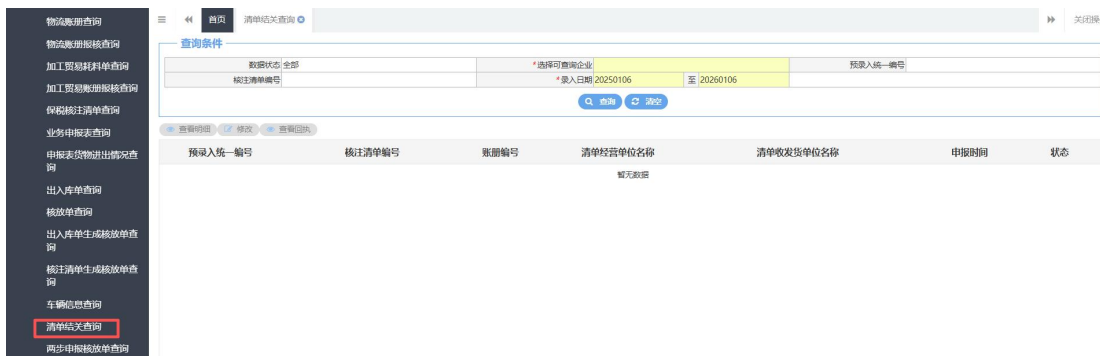 物流账册查询
物流账册报核查询
加工贸易耗料单查询
加工贸易账册报核查询
保税核注清单查询
业务申报表查询
申报表货物进出情况查
询
出入库单查询
核放单查询
出入库单生成核放单查
询
核注清单生成核放单查
询
车辆信息查询
清单结关查询
两步申报核放单查询
首页 清单结关查询 关闭操
查询条件
数据状态 全部 *选择可查询企业 预录入统一编号
核注清单编号 *录入日期 20250106 至 20260106
查询 清空
查看明细 修改 查看回执
预录入统一编号 核注清单编号 账册编号 清单经营单位名称 清单收发货单位名称 申报时间 状态
暂无数据